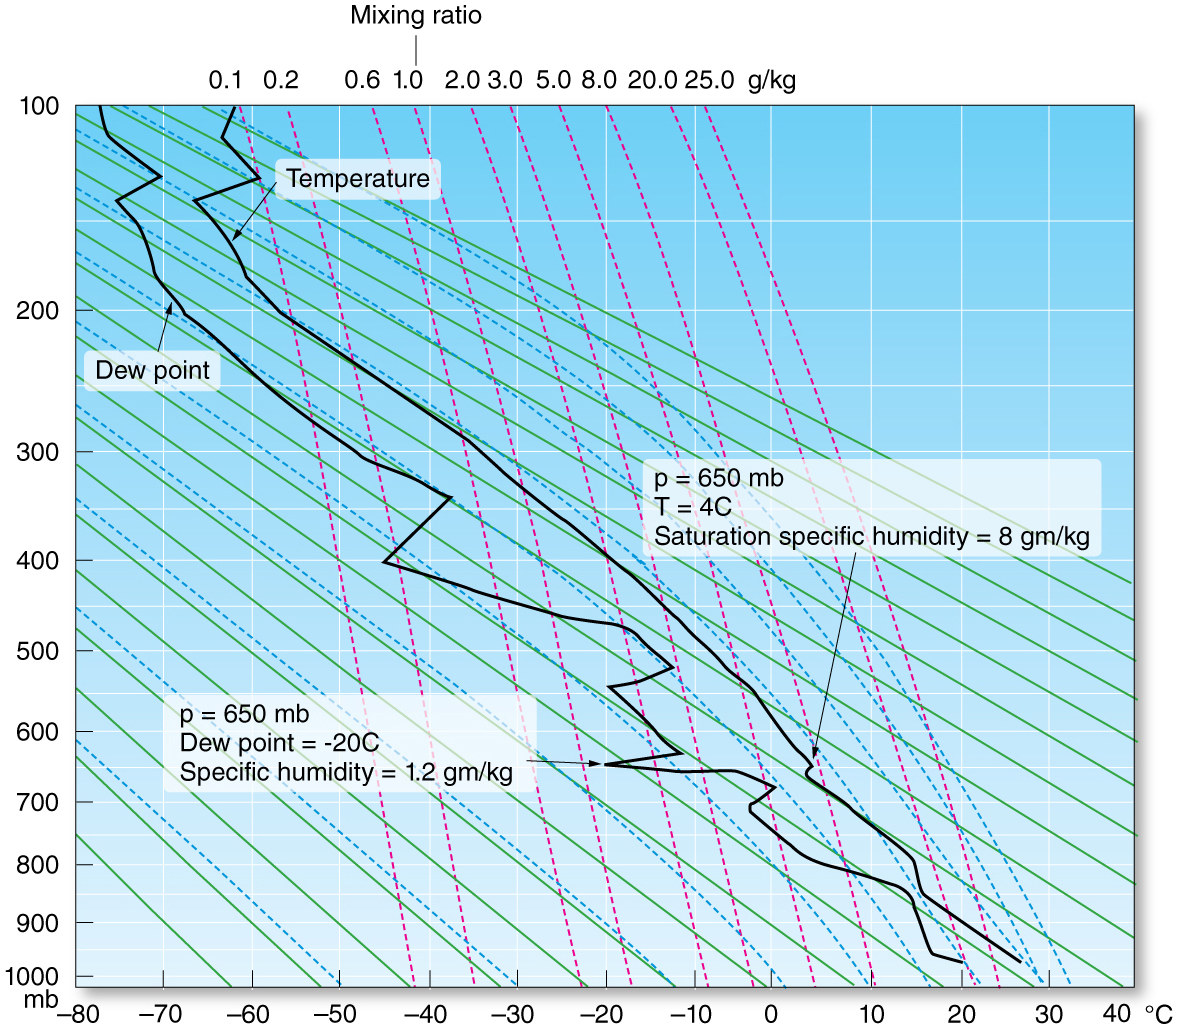 Mixing ratio
0.1 0.2 0.6 1.0 2.0 3.0 5.0 8.0 20.0 25.0 g/kg
100
Temperature
200
Dew point
300
p = 650 mb
T = 4C
Saturation specific humidity = 8 gm/kg
400
500
600
p = 650 mb
Dew point = -20C
Specific humidity = 1.2 gm/kg
700
800
900
1000
mb
–80 –70 –60 –50 –40 –30 –20 –10 0 10 20 30 40 °C